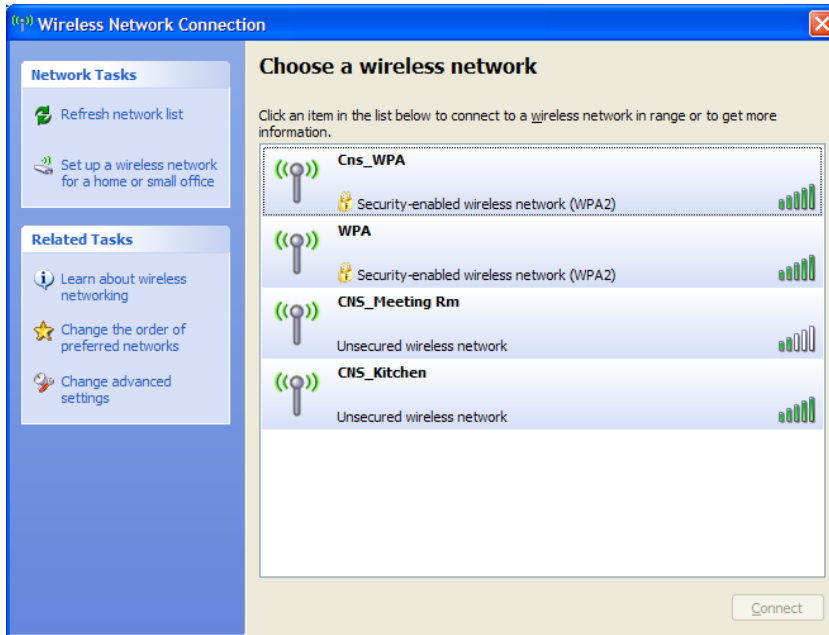 Wireless Network Connection
Network Tasks
Refresh network list
Set up a wireless network
for a home or small office
Related Tasks
Learn about wireless
networking
Change the order of
preferred networks
Change advanced
settings
Choose a wireless network
Click an item in the list below to connect to a wireless network in range or to get more
information.
Cns_WPA
Security-enabled wireless network (WPA2)
WPA
Security-enabled wireless network (WPA2)
CNS_Meeting Rm
Unsecured wireless network
CNS_Kitchen
Unsecured wireless network
Connect